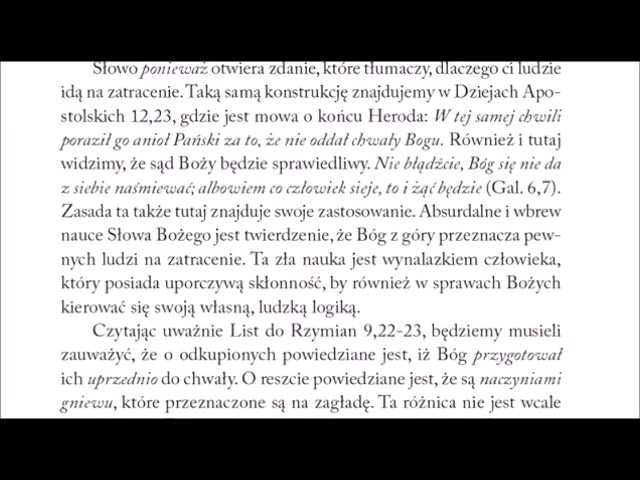 Słowo ponieważ otwiera zdanie, które tłumaczy, dlaczego ci ludzie
idą na zatracenie. Taką samą konstrukcję znajdujemy w Dziejach Apo-
stolskich 12,23, gdzie jest mowa o końcu Heroda: W tej samej chwili
poraził go anioł Pański za to, że nie oddał chwały Bogu. Również i tutaj
widzimy, że sąd Boży będzie sprawiedliwy. Nie błądźcie, Bóg się nie da
z siebie naśmiewać; albowiem co człowiek sieje, to i żąć będzie (Gal. 6,7).
Zasada ta także tutaj znajduje swoje zastosowanie. Absurdalne i wbrew
nauce Słowa Bożego jest twierdzenie, że Bóg z góry przeznacza pew-
nych ludzi na zatracenie. Ta zła nauka jest wynalazkiem człowieka,
który posiada uporczywą skłonność, by również w sprawach Bożych
kierować się swoją własną, ludzką logiką.
Czytając uważnie List do Rzymian 9,22-23, będziemy musieli
zauważyć, że o odkupionych powiedziane jest, iż Bóg przygotował
ich uprzednio do chwały. O reszcie powiedziane jest, że są naczyniami
gniewu, które przeznaczone są na zagładę. Ta różnica nie jest wcale